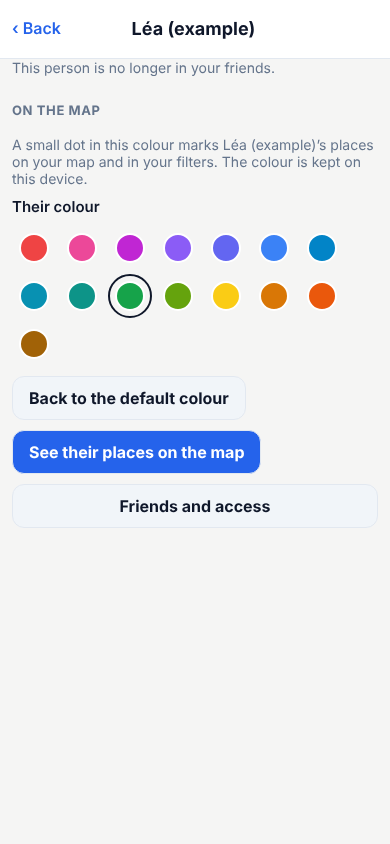 ‹ Back
Léa (example)
This person is no longer in your friends.
ON THE MAP
A small dot in this colour marks Léa (example)’s places
on your map and in your filters. The colour is kept on
this device.
Their colour
Back to the default colour
See their places on the map
Friends and access